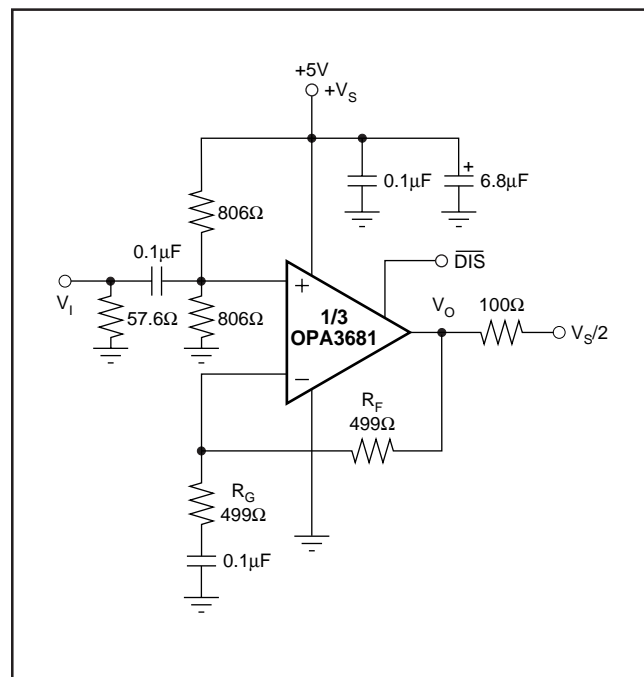 +5V
+V_S
0.1µF
+
6.8µF
806Ω
0.1µF
DIS
V_I
+
57.6Ω
806Ω
1/3
OPA3681
V_O
100Ω
V_S/2
−
R_F
499Ω
R_G
499Ω
0.1µF